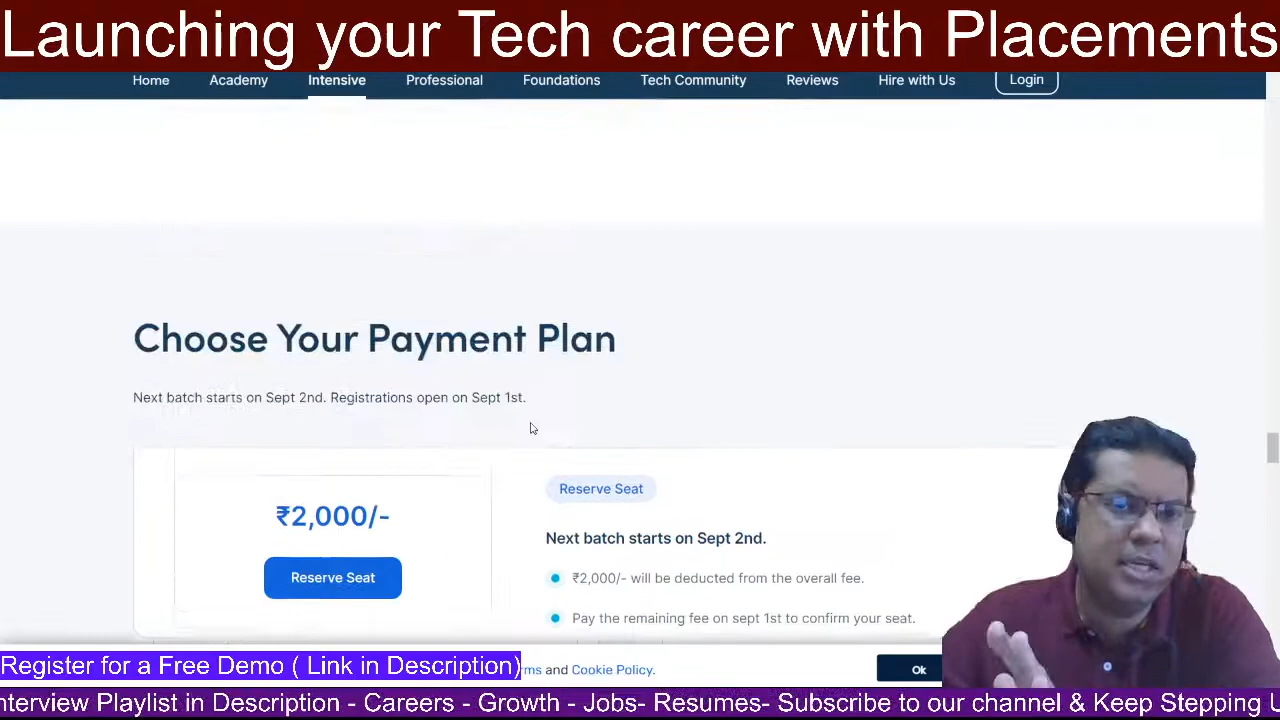 Launching your Tech career with Placements
Home Academy Intensive Professional Foundations Tech Community Reviews Hire with Us Login
Choose Your Payment Plan
Next batch starts on Sept 2nd. Registrations open on Sept 1st.
₹2,000/-
Reserve Seat
Reserve Seat
Next batch starts on Sept 2nd.
₹2,000/- will be deducted from the overall fee.
Pay the remaining fee on sept 1st to confirm your seat.
Register for a Free Demo ( Link in Description)
and Cookie Policy.
Ok
Playlist in Description - Careers - Growth - Jobs- Resumes- Subscribe to our channel & Keep Stepping